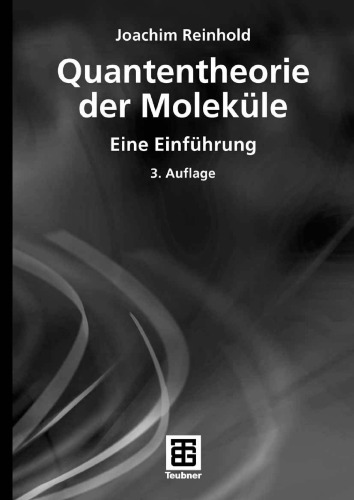 Joachim Reinhold
Quantentheorie
der Moleküle
Eine Einführung
3. Auflage
Teubner